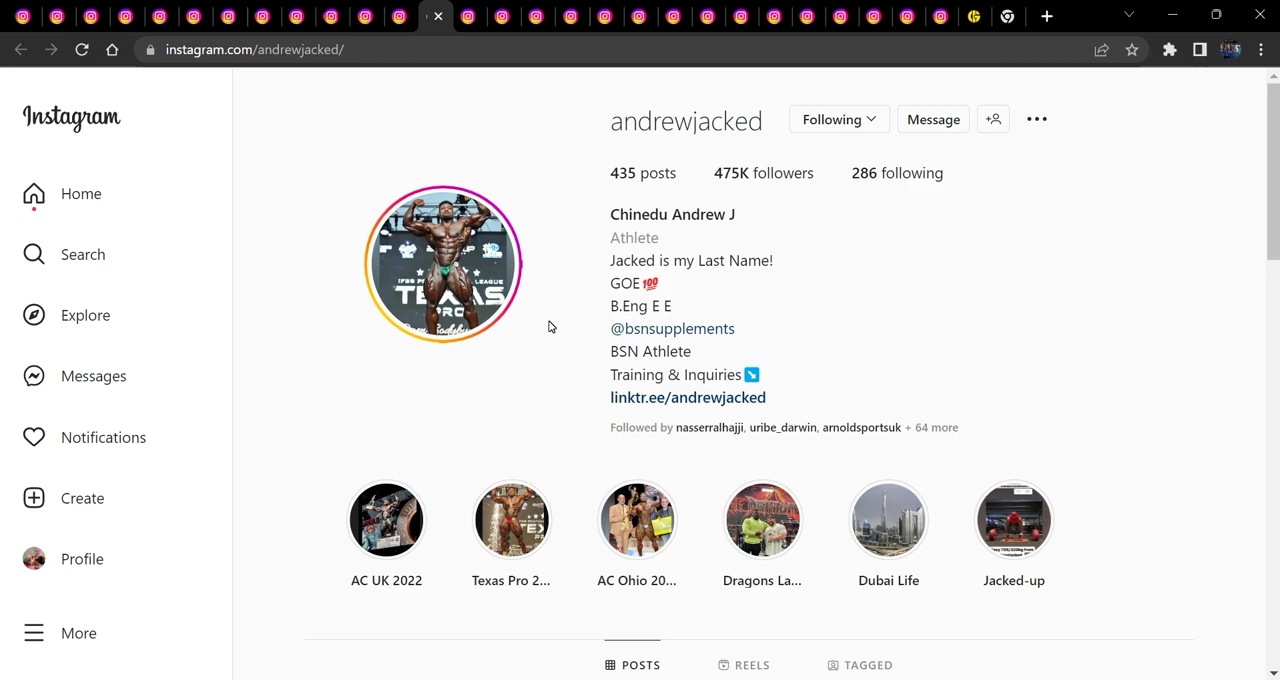 instagram.com/andrewjacked/
Instagram
Home
Search
Explore
Messages
Notifications
Create
Profile
More
andrewjacked Following Message
435 posts 475K followers 286 following
Chinedu Andrew J
Athlete
Jacked is my Last Name!
GOE💯
B.Eng E E
@bsnsupplements
BSN Athlete
Training & Inquiries↘️
linktr.ee/andrewjacked
Followed by nasserralhajji, uribe_darwin, arnoldsportsuk + 64 more
TEXAS
PRO
AC UK 2022 Texas Pro 2... AC Ohio 20... Dragons La... Dubai Life Jacked-up
POSTS REELS TAGGED